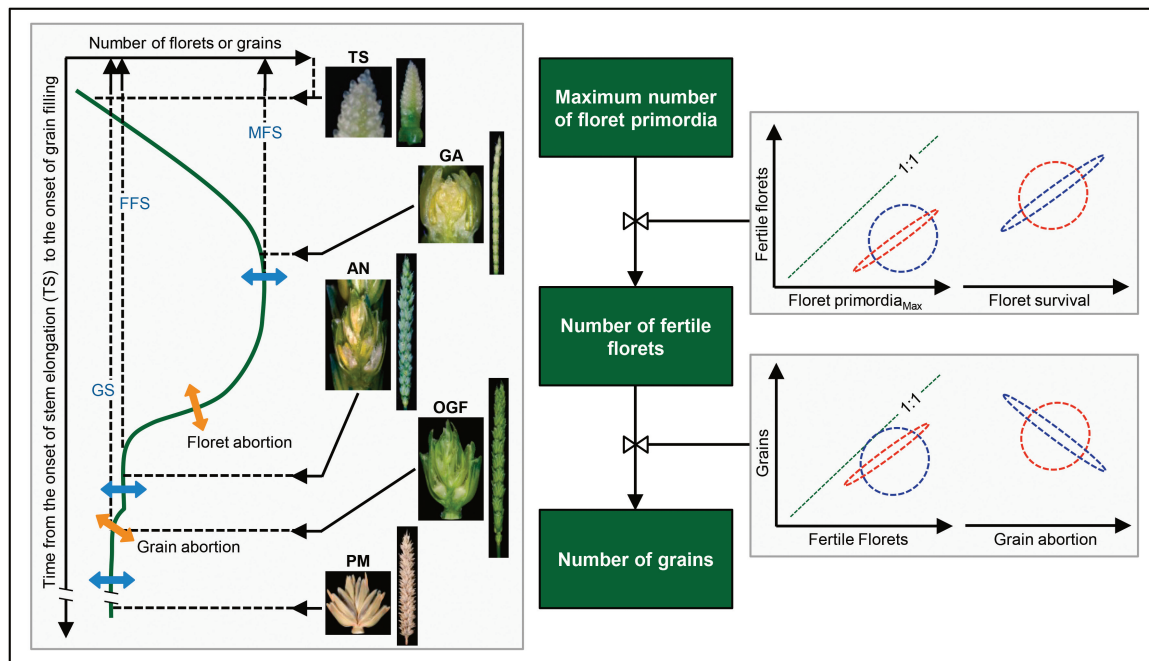 Number of florets or grains
Time from the onset of stem elongation (TS) to the onset of grain filling
TS
MFS
GA
FFS
AN
GS
Floret abortion
OGF
Grain abortion
PM
Maximum number
of floret primordia
Number of fertile
florets
Number of grains
Fertile florets
1:1
Floret primordiaMax
Floret survival
Grains
1:1
Fertile Florets
Grain abortion